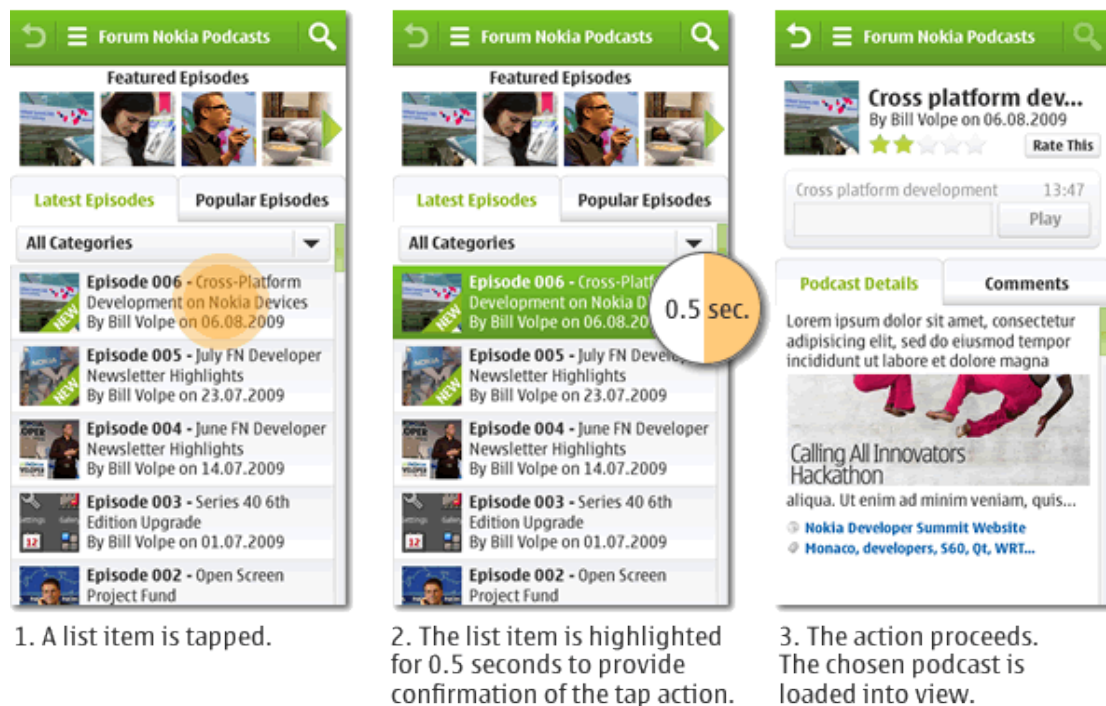 Forum Nokia Podcasts
Featured Episodes
Latest Episodes
Popular Episodes
All Categories
Episode 006 - Cross-Platform
Development on Nokia Devices
By Bill Volpe on 06.08.2009
NEW
Episode 005 - July FN Developer
Newsletter Highlights
By Bill Volpe on 23.07.2009
NEW
Episode 004 - June FN Developer
Newsletter Highlights
By Bill Volpe on 14.07.2009
Episode 003 - Series 40 6th
Edition Upgrade
By Bill Volpe on 01.07.2009
12
Episode 002 - Open Screen
Project Fund
1. A list item is tapped.
Forum Nokia Podcasts
Featured Episodes
Latest Episodes
Popular Episodes
All Categories
Episode 006 - Cross-Platf
Development on Nokia D
By Bill Volpe on 06.08.20
NEW
0.5 sec.
Episode 005 - July FN Devel
Newsletter Highlights
By Bill Volpe on 23.07.2009
NEW
Episode 004 - June FN Developer
Newsletter Highlights
By Bill Volpe on 14.07.2009
Episode 003 - Series 40 6th
Edition Upgrade
By Bill Volpe on 01.07.2009
12
Episode 002 - Open Screen
Project Fund
2. The list item is highlighted
for 0.5 seconds to provide
confirmation of the tap action.
Forum Nokia Podcasts
Cross platform dev...
By Bill Volpe on 06.08.2009
Rate This
Cross platform development 13:47
Play
Podcast Details
Comments
Lorem ipsum dolor sit amet, consectetur
adipisicing elit, sed do eiusmod tempor
incididunt ut labore et dolore magna
Calling All Innovators
Hackathon
aliqua. Ut enim ad minim veniam, quis...
Nokia Developer Summit Website
Monaco, developers, S60, Qt, WRT...
3. The action proceeds.
The chosen podcast is
loaded into view.